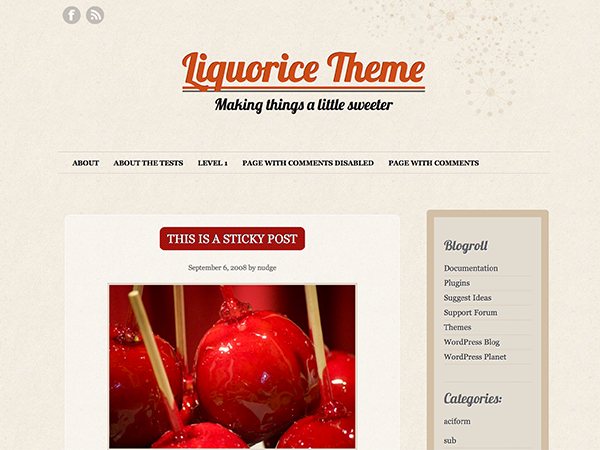 Liquorice Theme
Making things a little sweeter
ABOUT ABOUT THE TESTS LEVEL 1 PAGE WITH COMMENTS DISABLED PAGE WITH COMMENTS
THIS IS A STICKY POST
September 6, 2008 by nudge
Blogroll
Documentation
Plugins
Suggest Ideas
Support Forum
Themes
WordPress Blog
WordPress Planet
Categories:
aciform
sub